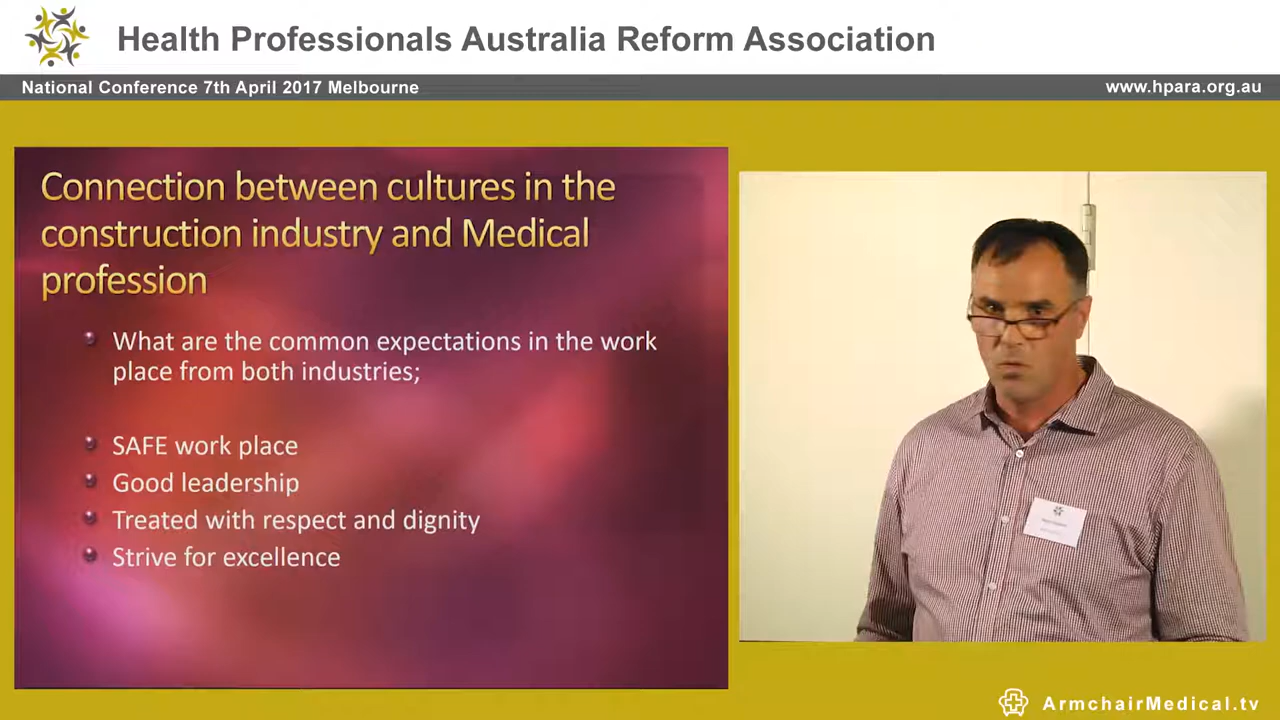 Health Professionals Australia Reform Association
National Conference 7th April 2017 Melbourne
www.hpara.org.au
Connection between cultures in the
construction industry and Medical
profession
What are the common expectations in the work
place from both industries;
SAFE work place
Good leadership
Treated with respect and dignity
Strive for excellence
ArmchairMedical.tv